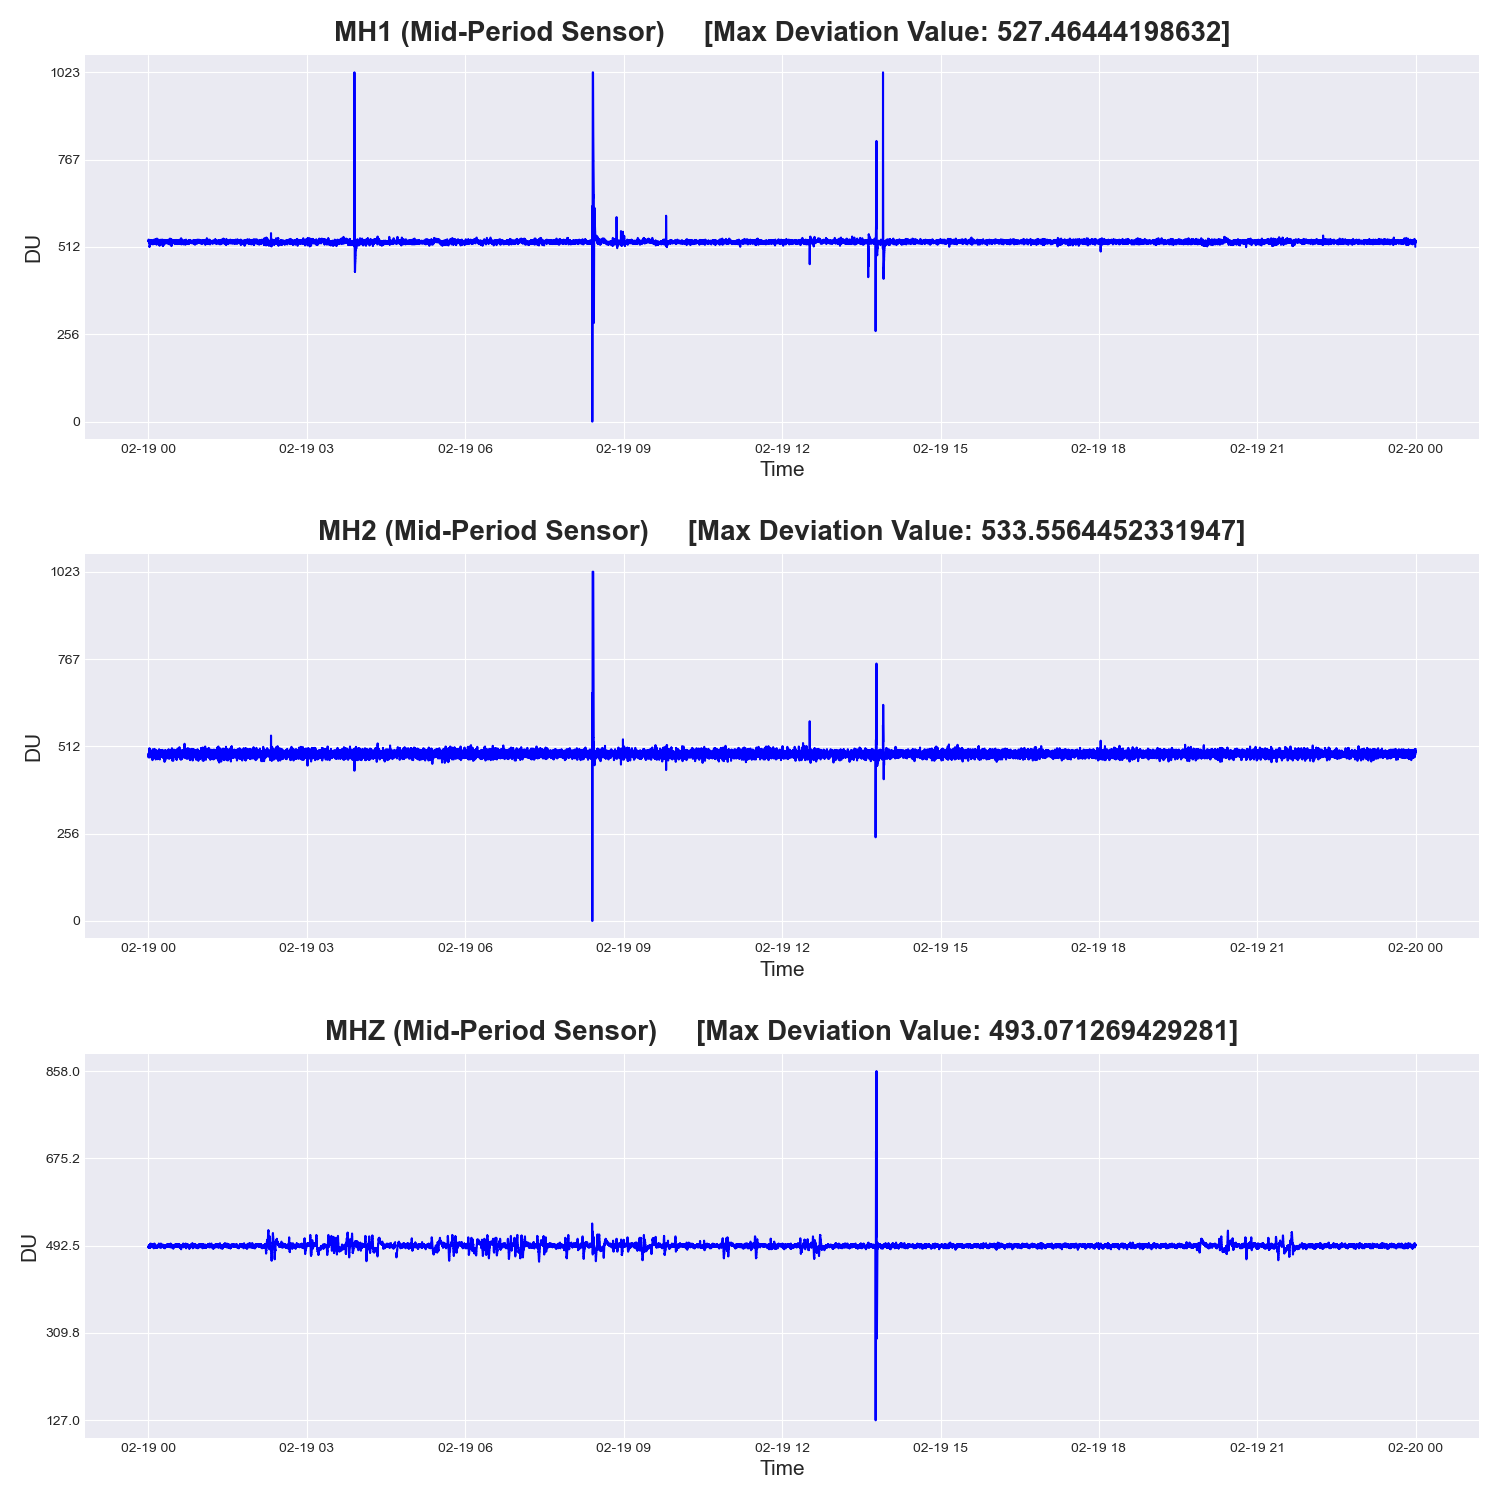 MH1 (Mid-Period Sensor) [Max Deviation Value: 527.46444198632]
1023
767
512
256
0
DU
02-19 00 02-19 03 02-19 06 02-19 09 02-19 12 02-19 15 02-19 18 02-19 21 02-20 00
Time
MH2 (Mid-Period Sensor) [Max Deviation Value: 533.5564452331947]
1023
767
512
256
0
DU
02-19 00 02-19 03 02-19 06 02-19 09 02-19 12 02-19 15 02-19 18 02-19 21 02-20 00
Time
MHZ (Mid-Period Sensor) [Max Deviation Value: 493.071269429281]
858.0
675.2
492.5
309.8
127.0
DU
02-19 00 02-19 03 02-19 06 02-19 09 02-19 12 02-19 15 02-19 18 02-19 21 02-20 00
Time